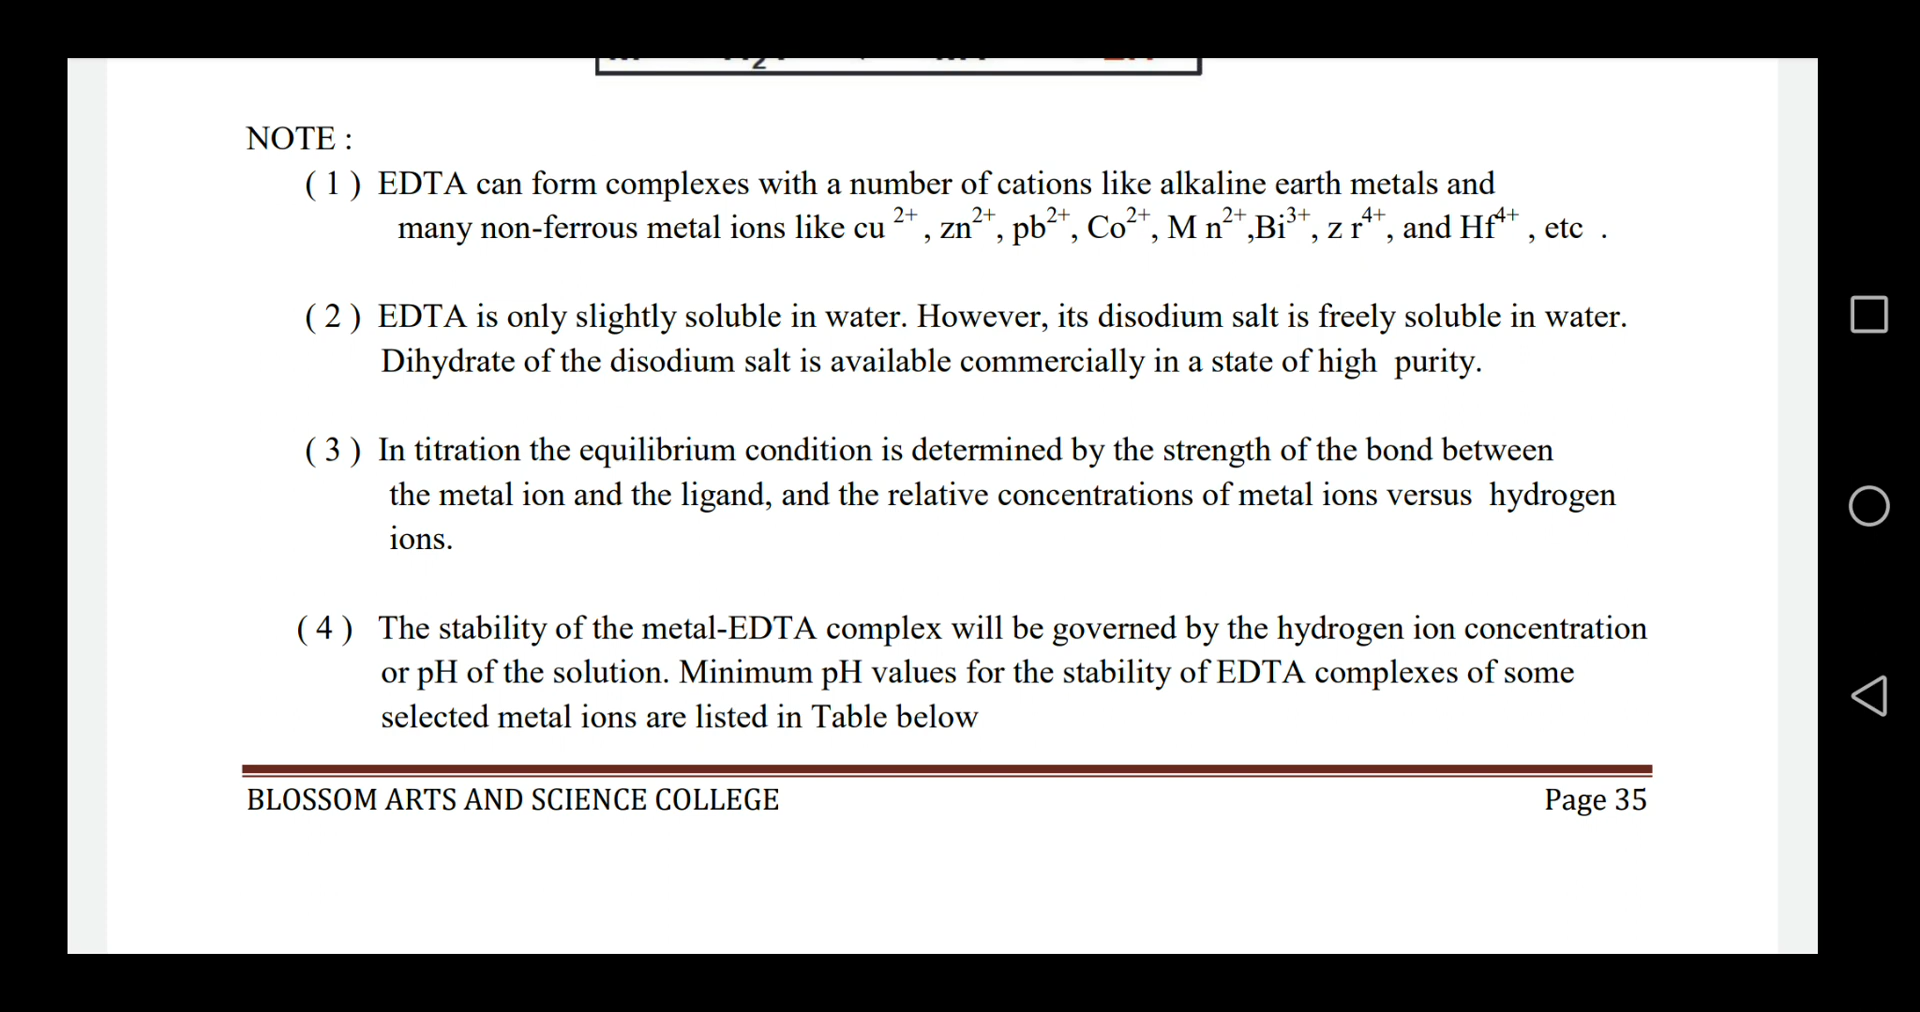 NOTE :
( 1 ) EDTA can form complexes with a number of cations like alkaline earth metals and
many non-ferrous metal ions like cu ²⁺ , zn²⁺, pb²⁺, Co²⁺, M n²⁺,Bi³⁺, z r⁴⁺, and Hf⁴⁺ , etc .
( 2 ) EDTA is only slightly soluble in water. However, its disodium salt is freely soluble in water.
Dihydrate of the disodium salt is available commercially in a state of high purity.
( 3 ) In titration the equilibrium condition is determined by the strength of the bond between
the metal ion and the ligand, and the relative concentrations of metal ions versus hydrogen
ions.
( 4 ) The stability of the metal-EDTA complex will be governed by the hydrogen ion concentration
or pH of the solution. Minimum pH values for the stability of EDTA complexes of some
selected metal ions are listed in Table below
BLOSSOM ARTS AND SCIENCE COLLEGE Page 35